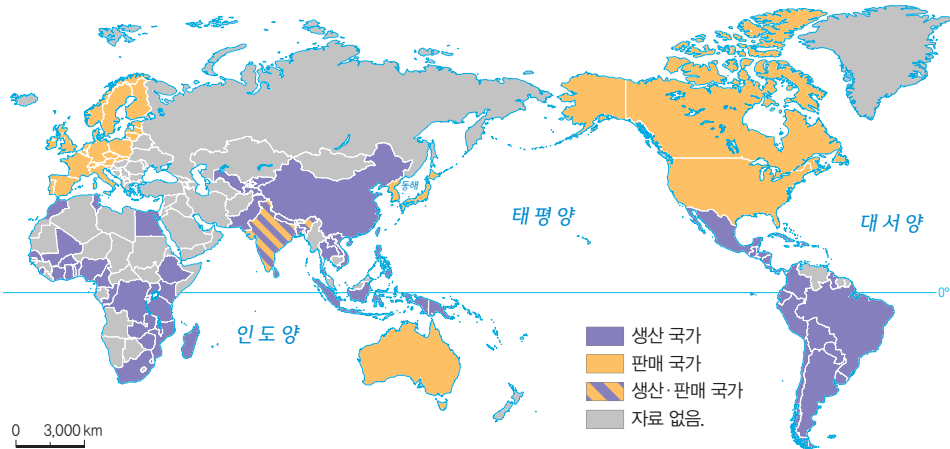 동해
태평양
대서양
0°
인도양
생산 국가
판매 국가
생산·판매 국가
자료 없음.
0 3,000 km